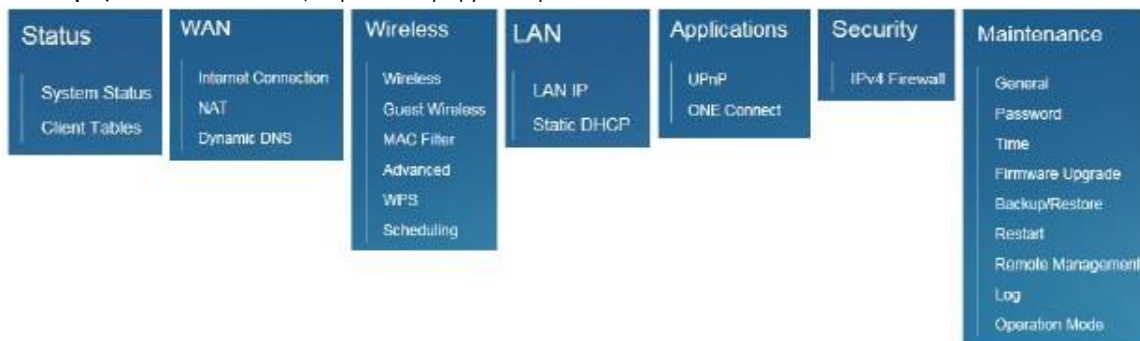 Status
System Status
Client Tables
WAN
Internet Connection
NAT
Dynamic DNS
Wireless
Wireless
Guest Wireless
MAC Filter
Advanced
WPS
Scheduling
LAN
LAN IP
Static DHCP
Applications
UPnP
ONE Connect
Security
IPv4 Firewall
Maintenance
General
Password
Time
Firmware Upgrade
Backup/Restore
Restart
Remote Management
Log
Operation Mode